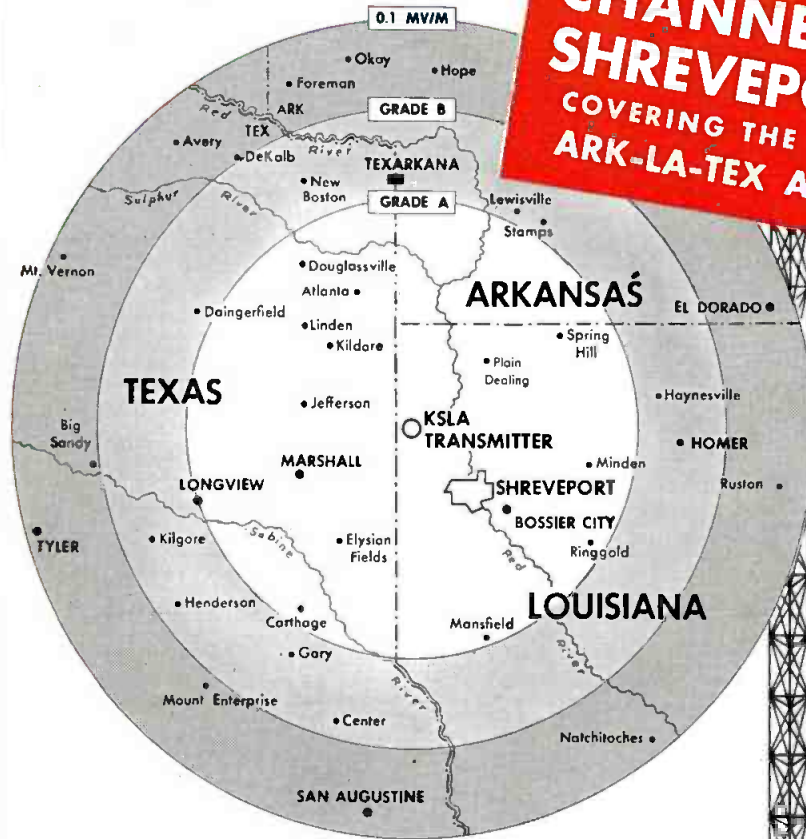 CHANNE
SHREVEPO
COVERING THE
ARK-LA-TEX A
0.1 MV/M
Okay
Hope
Foreman
ARK
GRADE B
Red
TEX
River
Avery
DeKalb
TEXARKANA
New
Boston
GRADE A
Sulphur
River
Lewisville
Stamps
Mt. Vernon
Douglassville
Atlanta
ARKANSAS
EL DORADO
Daingerfield
Linden
Kildare
Spring
Hill
Plain
Dealing
TEXAS
Jefferson
Haynesville
KSLA
TRANSMITTER
Big
Sandy
HOMER
MARSHALL
Minden
LONGVIEW
SHREVEPORT
Ruston
BOSSIER CITY
TYLER
Kilgore
Sabine
Elysian
Fields
Red
Ringgold
Henderson
Carthage
LOUISIANA
Mansfield
Gary
River
River
Mount Enterprise
Center
Natchitoches
SAN AUGUSTINE